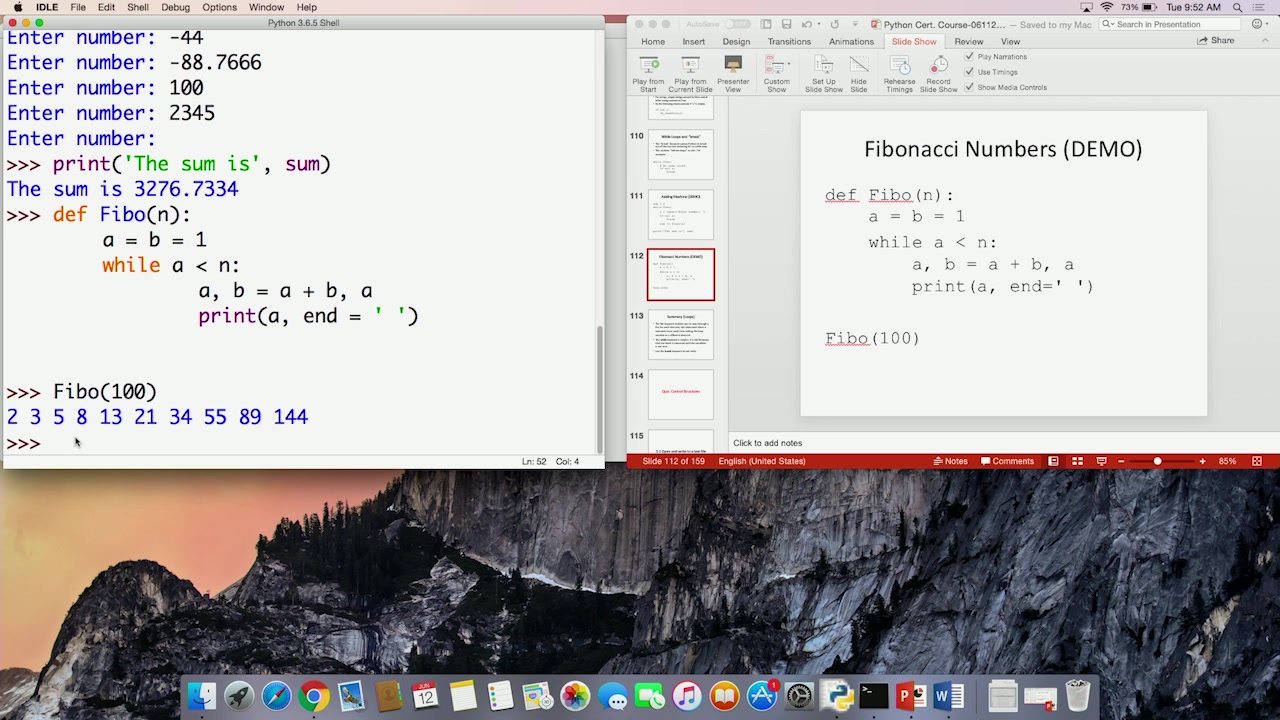 IDLE File Edit Shell Debug Options Window Help 73% Tue 9:52 AM
Python 3.6.5 Shell
Enter number: -44
Enter number: -88.7666
Enter number: 100
Enter number: 2345
Enter number:
>>> print('The sum is', sum)
The sum is 3276.7334
>>> def Fibo(n):
a = b = 1
while a < n:
a, b = a + b, a
print(a, end = ' ')
>>> Fibo(100)
2 3 5 8 13 21 34 55 89 144
>>>
Ln: 52 Col: 4
AutoSave OFF Python Cert. Course-06112... — Saved to my Mac Search in Presentation
Home Insert Design Transitions Animations Slide Show Review View Share
Play from Start
Play from Current Slide
Presenter View
Custom Show
Set Up Slide Show
Hide Slide
Rehearse Timings
Record Slide Show
Play Narrations
Use Timings
Show Media Controls
110
While Loops and "break"
111
Adding Machine (DEMO)
112
Fibonacci Numbers (DEMO)
113
Summary (Loops)
114
Quiz: Control Structures
115
Fibonacci Numbers (DEMO)
def Fibo(n):
a = b = 1
while a < n:
a, b = a + b, a
print(a, end=' ')
Fibo(100)
Click to add notes
Slide 112 of 159 English (United States) Notes Comments 85%
JUN
12
1